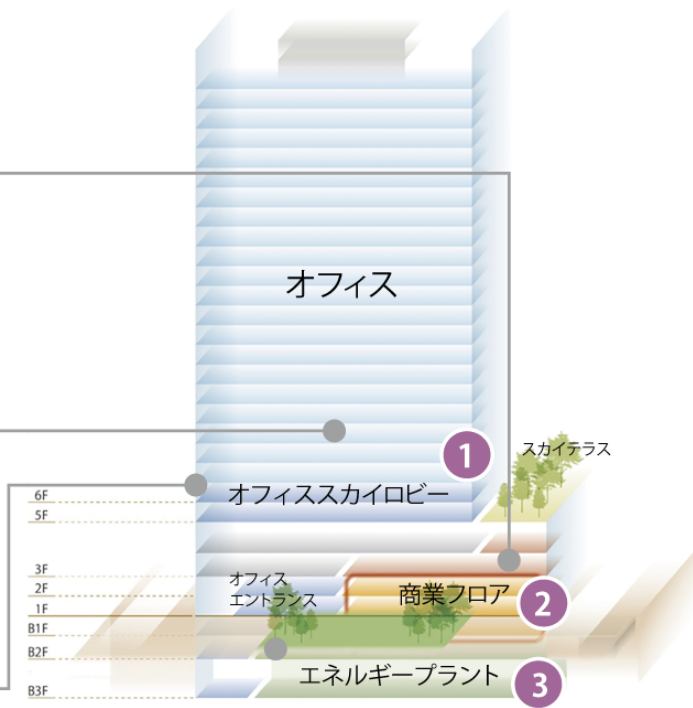 オフィス
1
スカイテラス
オフィススカイロビー
6F
5F
3F
オフィス
エントランス
2F
商業フロア
2
1F
B1F
B2F
エネルギープラント
3
B3F